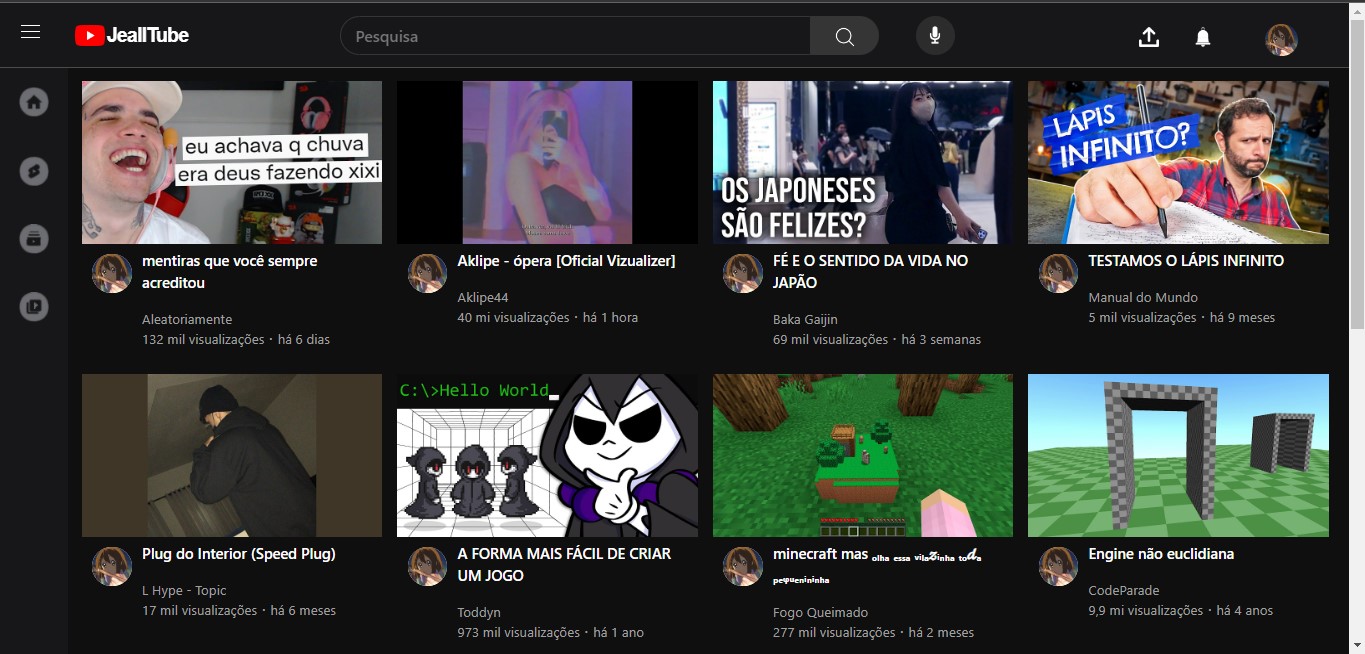 JeallTube
Pesquisa
eu achava q chuva
era deus fazendo xixi
OS JAPONESES
SÃO FELIZES?
LÁPIS
INFINITO?
mentiras que você sempre
acreditou
Aleatoriamente
132 mil visualizações · há 6 dias
Aklipe - ópera [Oficial Vizualizer]
Aklipe44
40 mi visualizações · há 1 hora
FÉ E O SENTIDO DA VIDA NO
JAPÃO
Baka Gaijin
69 mil visualizações · há 3 semanas
TESTAMOS O LÁPIS INFINITO
Manual do Mundo
5 mil visualizações · há 9 meses
C:\>Hello World_
Plug do Interior (Speed Plug)
L Hype - Topic
17 mil visualizações · há 6 meses
A FORMA MAIS FÁCIL DE CRIAR
UM JOGO
Toddyn
973 mil visualizações · há 1 ano
minecraft mas olha essa vilazinha toda
pequenininha
Fogo Queimado
277 mil visualizações · há 2 meses
Engine não euclidiana
CodeParade
9,9 mi visualizações · há 4 anos